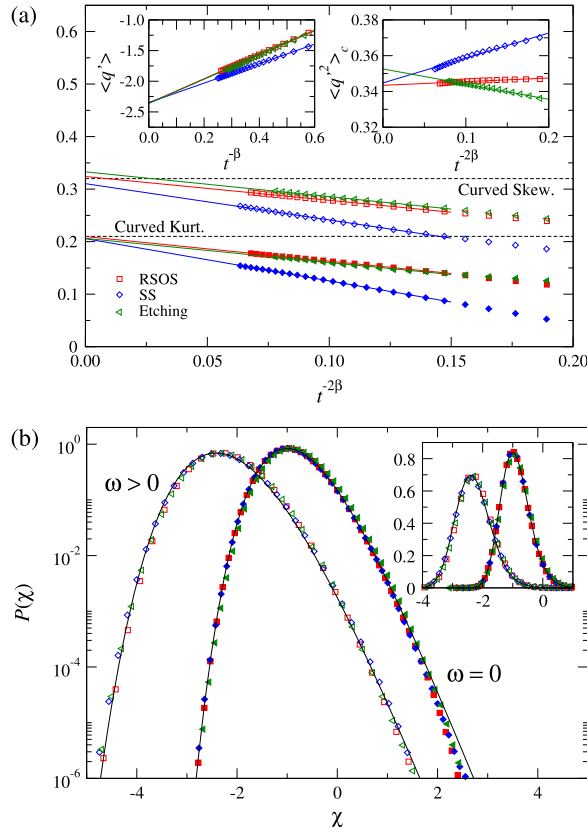 (a)
-1.0
-1.5
-2.0
-2.5
<q'>
0.0 0.2 0.4 0.6
t^-β
0.36
0.34
0.32
<q'²>c
0.0 0.1 0.2
t^-2β
0.6
0.5
0.4
0.3
0.2
0.1
0
Curved Skew.
Curved Kurt.
RSOS
SS
Etching
0.00 0.05 0.10 0.15 0.20
t^-2β
(b)
10^0
10^-2
10^-4
10^-6
P(χ)
ω>0
ω=0
0.8
0.6
0.4
0.2
0
-4 -2 0
-4 -2 0 2 4
χ